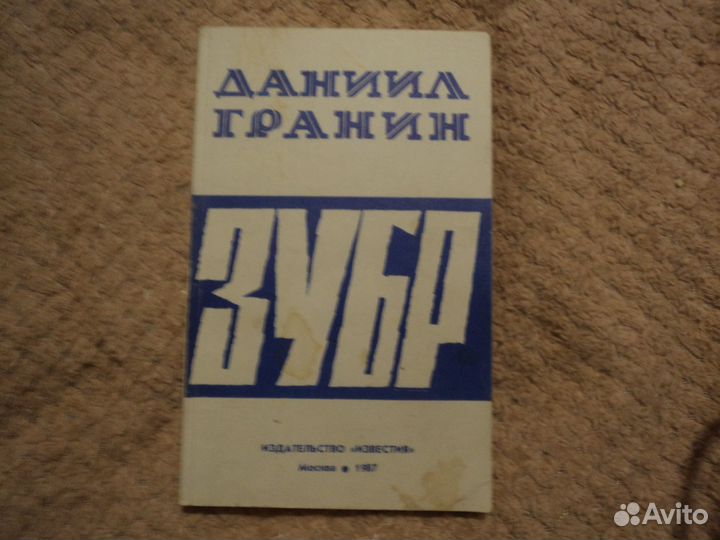 ДАНИИЛ
ГРАНИН
ЗУБР
ИЗДАТЕЛЬСТВО «ИЗВЕСТИЯ»
Москва • 1987
Avito